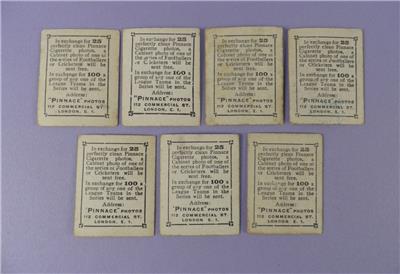 In exchange for 25
perfectly clean Pinnace
Cigarette photos, a
Cabinet photo of one of
the series of Footballers
or Cricketers will be
sent free.
In exchange for 100 a
group of any one of the
League Teams in the
Series will be sent.
Address:
"PINNACE" PHOTOS
112 COMMERCIAL ST.
LONDON, E. 1.
In exchange for 25
perfectly clean Pinnace
Cigarette photos, a
Cabinet photo of one of
the series of Footballers
or Cricketers will be
sent free.
In exchange for 100 a
group of any one of the
League Teams in the
Series will be sent.
Address:
"PINNACE" PHOTOS
112 COMMERCIAL ST.
LONDON, E. 1.
In exchange for 25
perfectly clean Pinnace
Cigarette photos, a
Cabinet photo of one of
the series of Footballers
or Cricketers will be
sent free.
In exchange for 100 a
group of any one of the
League Teams in the
Series will be sent.
Address:
"PINNACE" PHOTOS
112 COMMERCIAL ST.
LONDON, E. 1.
In exchange for 25
perfectly clean Pinnace
Cigarette photos, a
Cabinet photo of one of
the series of Footballers
or Cricketers will be
sent free.
In exchange for 100 a
group of any one of the
League Teams in the
Series will be sent.
Address:
"PINNACE" PHOTOS
112 COMMERCIAL ST.
LONDON, E. 1.
In exchange for 25
perfectly clean Pinnace
Cigarette photos, a
Cabinet photo of one of
the series of Footballers
or Cricketers will be
sent free.
In exchange for 100 a
group of any one of the
League Teams in the
Series will be sent.
Address:
"PINNACE" PHOTOS
112 COMMERCIAL ST.
LONDON, E. 1.
In exchange for 25
perfectly clean Pinnace
Cigarette photos, a
Cabinet photo of one of
the series of Footballers
or Cricketers will be
sent free.
In exchange for 100 a
group of any one of the
League Teams in the
Series will be sent.
Address:
"PINNACE" PHOTOS
112 COMMERCIAL ST.
LONDON, E. 1.
In exchange for 25
perfectly clean Pinnace
Cigarette photos, a
Cabinet photo of one of
the series of Footballers
or Cricketers will be
sent free.
In exchange for 100 a
group of any one of the
League Teams in the
Series will be sent.
Address:
"PINNACE" PHOTOS
112 COMMERCIAL ST.
LONDON, E. 1.